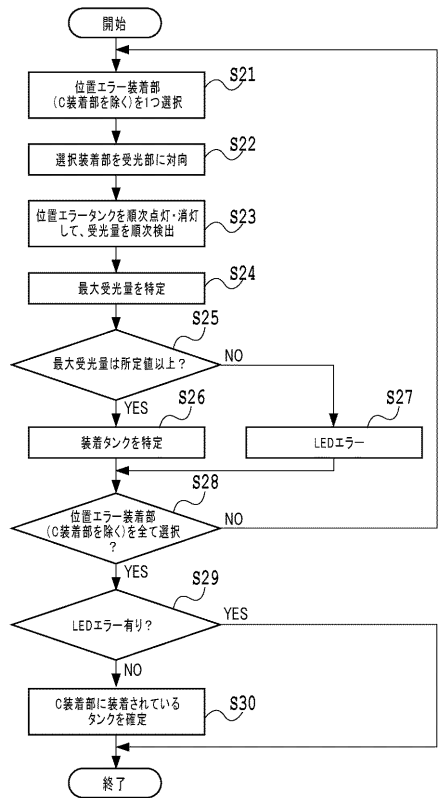 開始
S21
位置エラー装着部
(C装着部を除く)を1つ選択
S22
選択装着部を受光部に対向
S23
位置エラータンクを順次点灯・消灯
して、受光量を順次検出
S24
最大受光量を特定
S25
最大受光量は所定値以上?
NO
YES
S26
装着タンクを特定
S27
LEDエラー
S28
位置エラー装着部
(C装着部を除く)を全て選択
?
NO
YES
S29
LEDエラー有り?
YES
NO
S30
C装着部に装着されている
タンクを確定
終了